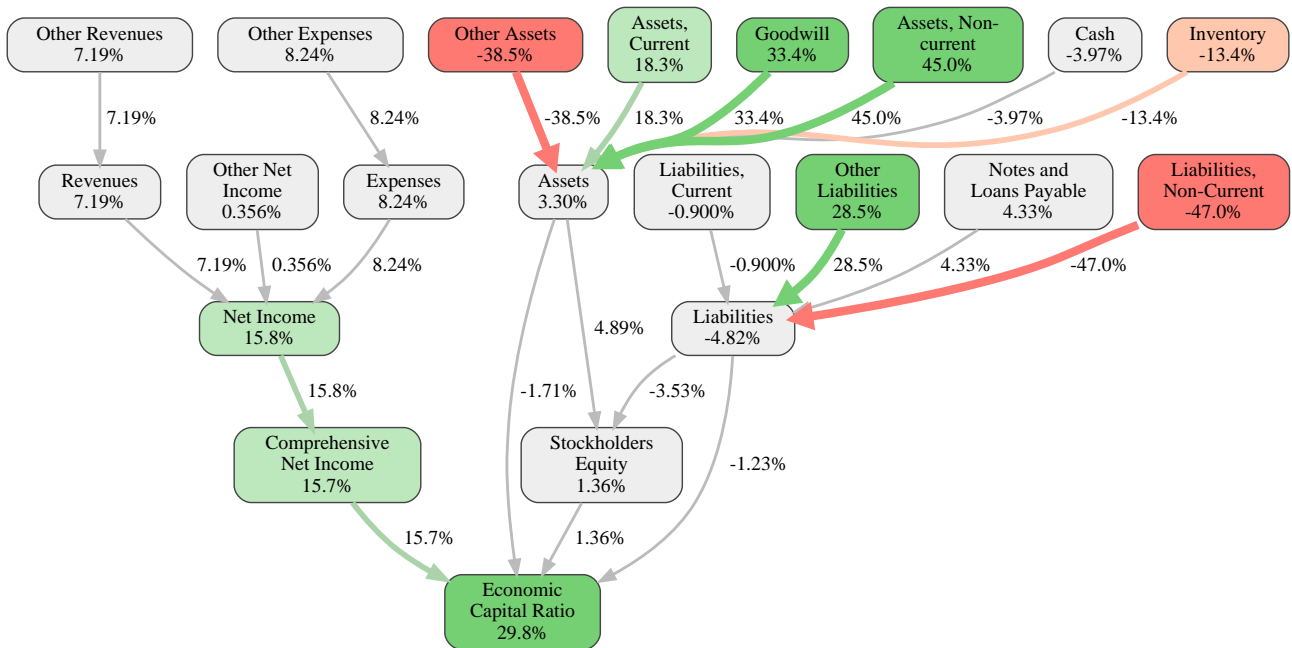 Other Revenues
7.19%
Other Expenses
8.24%
Other Assets
-38.5%
Assets,
Current
18.3%
Goodwill
33.4%
Assets, Non-
current
45.0%
Cash
-3.97%
Inventory
-13.4%
7.19%
8.24%
-38.5%
18.3%
33.4%
45.0%
-3.97%
-13.4%
Revenues
7.19%
Other Net
Income
0.356%
Expenses
8.24%
Assets
3.30%
Liabilities,
Current
-0.900%
Other
Liabilities
28.5%
Notes and
Loans Payable
4.33%
Liabilities,
Non-Current
-47.0%
7.19%
0.356%
8.24%
-0.900%
28.5%
4.33%
-47.0%
Net Income
15.8%
4.89%
Liabilities
-4.82%
15.8%
-1.71%
-3.53%
Comprehensive
Net Income
15.7%
Stockholders
Equity
1.36%
-1.23%
15.7%
1.36%
Economic
Capital Ratio
29.8%